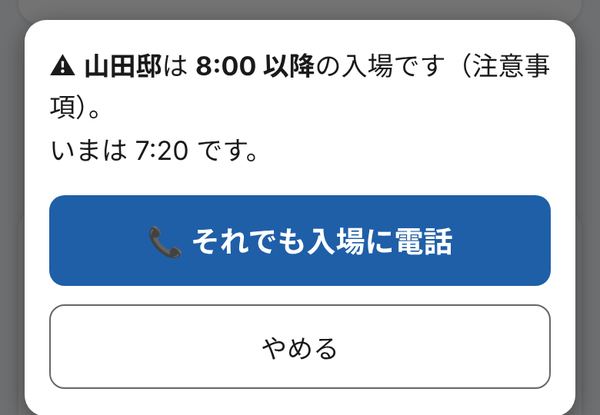 ⚠ 山田邸は 8:00 以降の入場です（注意事
項）。
いまは 7:20 です。
📞 それでも入場に電話
やめる